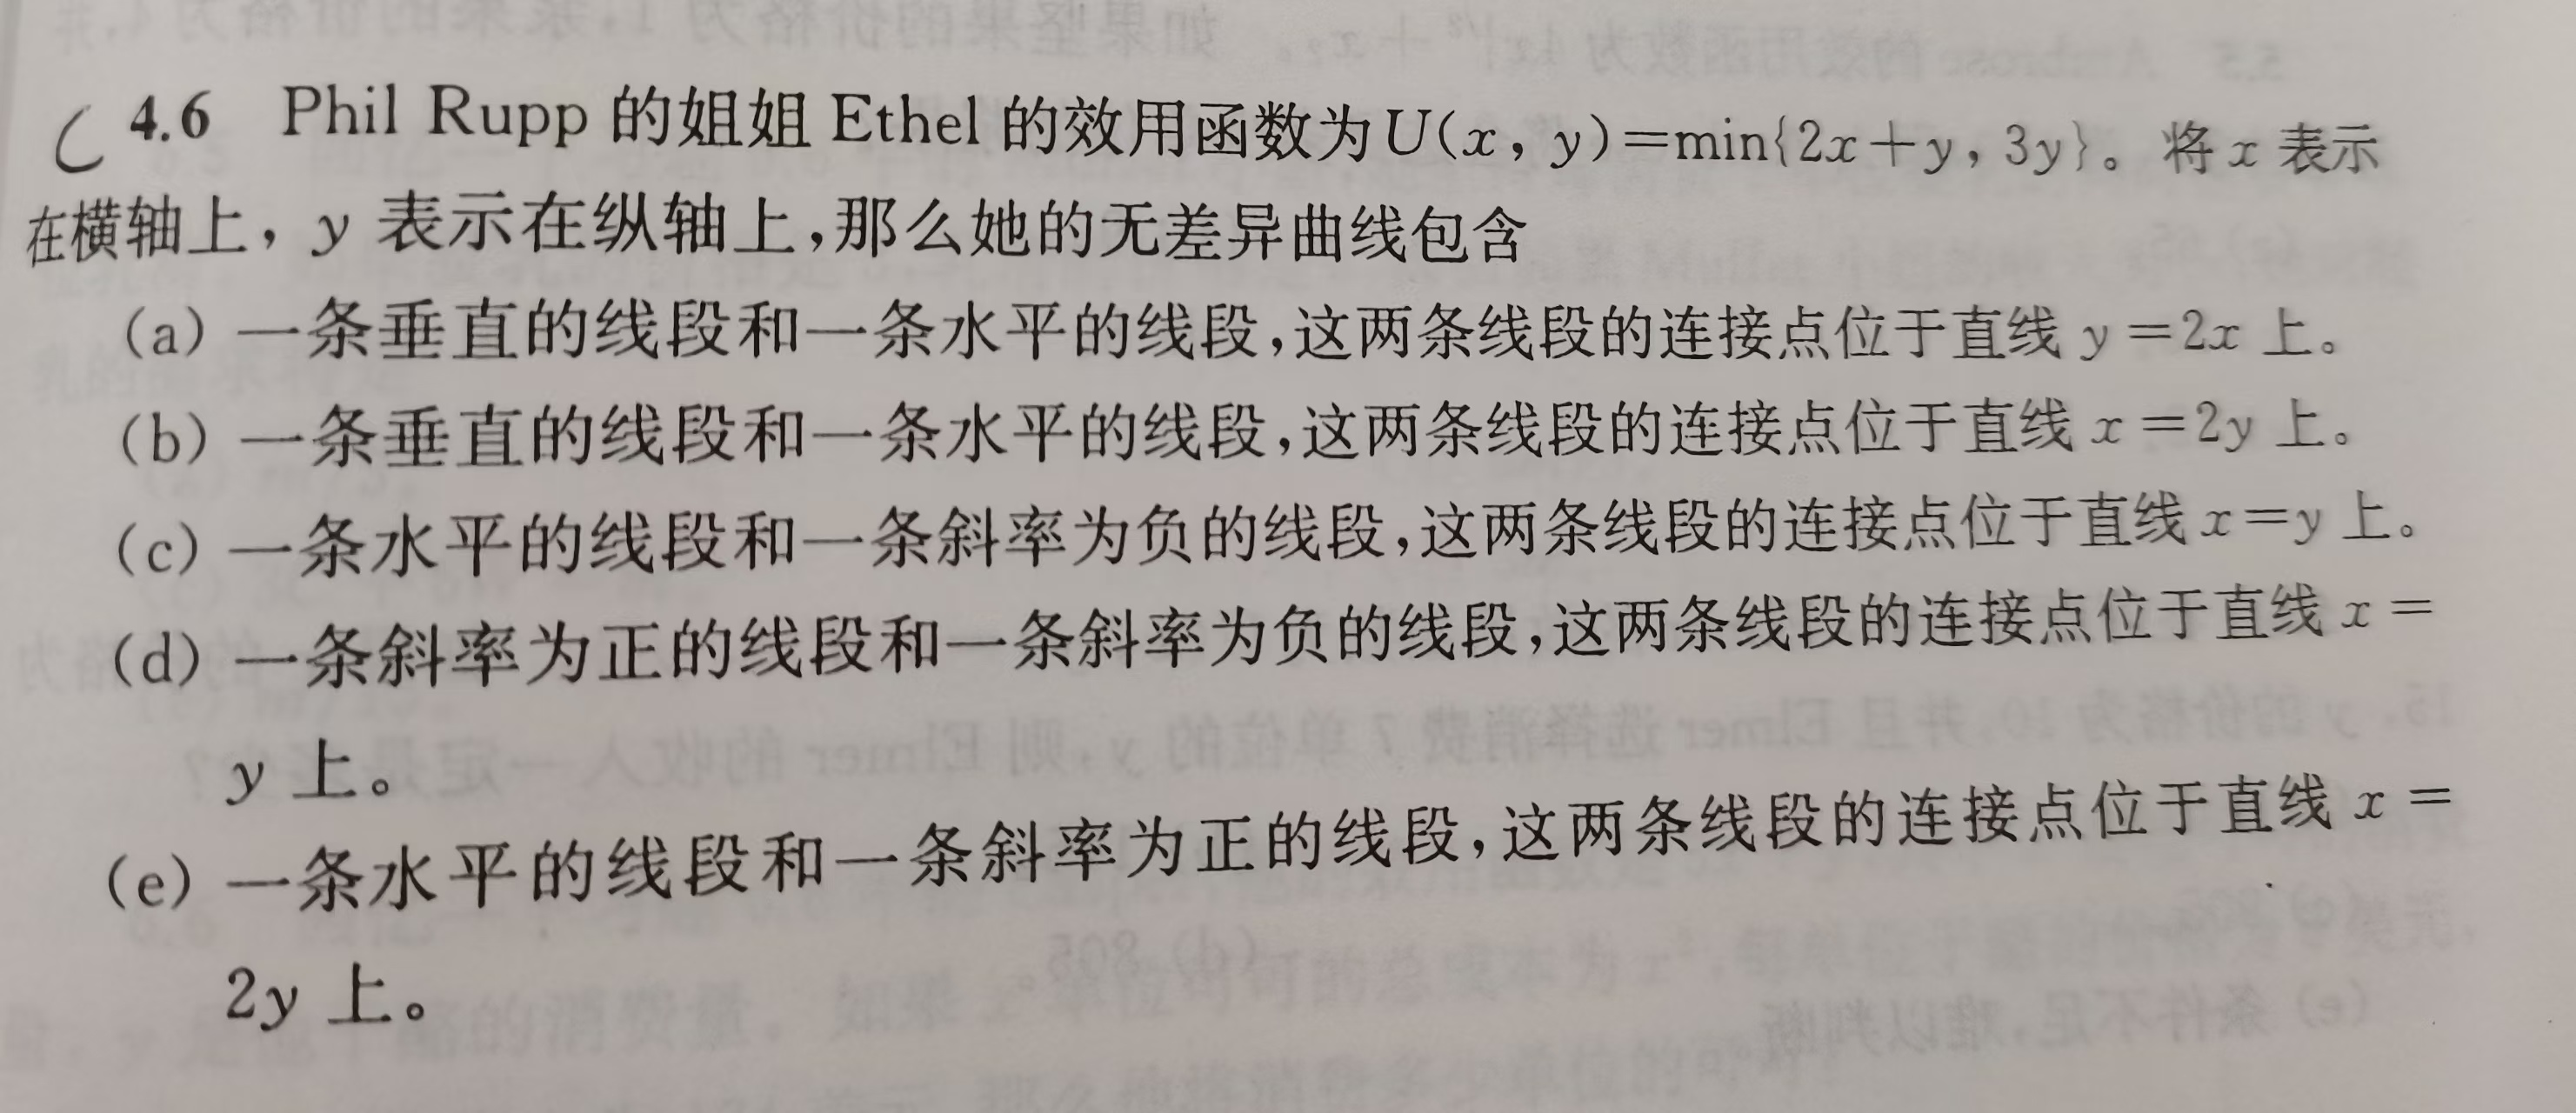 C 4.6 Phil Rupp 的姐姐 Ethel 的效用函数为U(x, y)=min{2x+y, 3y}。将 x 表示
在横轴上，y 表示在纵轴上,那么她的无差异曲线包含
(a) 一条垂直的线段和一条水平的线段,这两条线段的连接点位于直线 y=2x 上。
(b) 一条垂直的线段和一条水平的线段,这两条线段的连接点位于直线 x=2y 上。
(c) 一条水平的线段和一条斜率为负的线段,这两条线段的连接点位于直线 x=y 上。
(d) 一条斜率为正的线段和一条斜率为负的线段,这两条线段的连接点位于直线 x=
y 上。
(e) 一条水平的线段和一条斜率为正的线段,这两条线段的连接点位于直线 x=
2y 上。